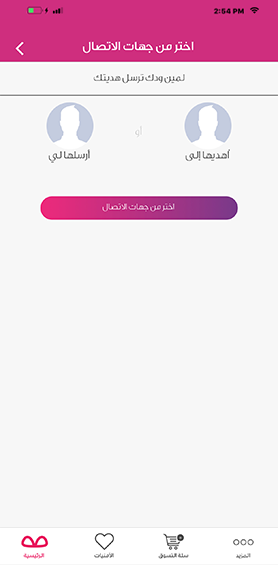 2:54 PM
اختر من جهات الاتصال
لمين ودك ترسل هديتك
أهديها إلى
أو
أرسلها لي
اختر من جهات الاتصال
المزيد
سلة التسوق
0
الأمنيات
الرئيسية